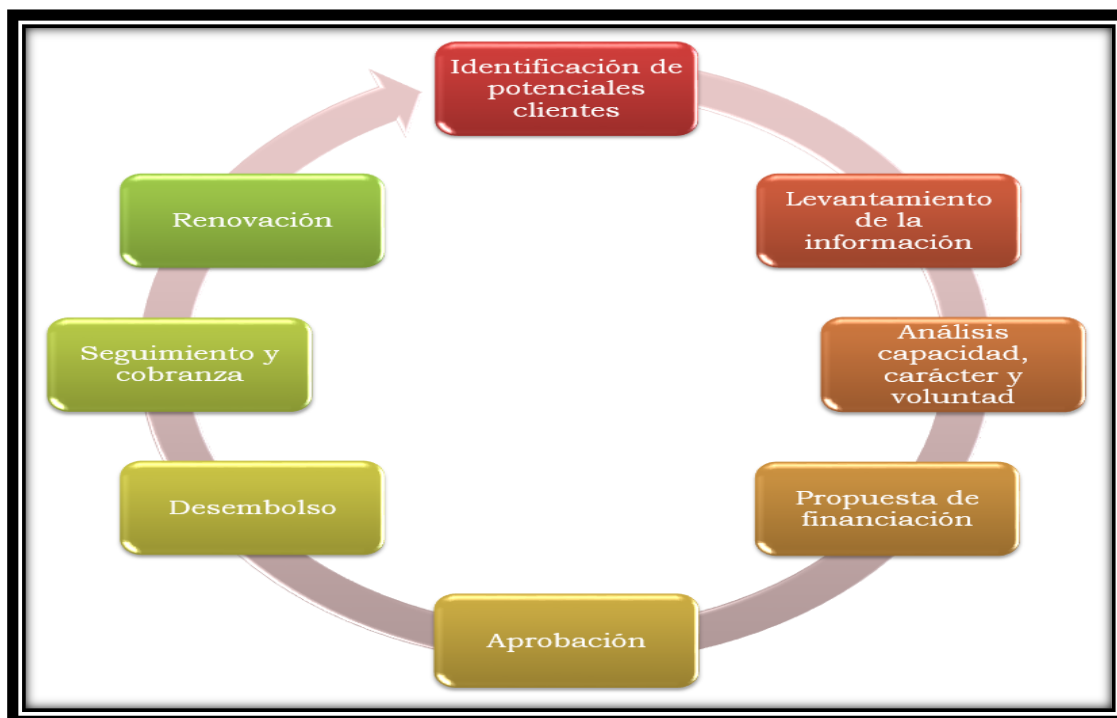 Identificación de
potenciales
clientes
Levantamiento
de la
información
Análisis
capacidad,
carácter y
voluntad
Propuesta de
financiación
Aprobación
Desembolso
Seguimiento y
cobranza
Renovación